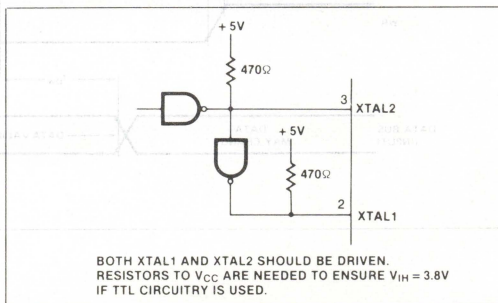 + 5V
470Ω
3
XTAL2
+ 5V
470Ω
2
XTAL1
BOTH XTAL1 AND XTAL2 SHOULD BE DRIVEN.
RESISTORS TO VCC ARE NEEDED TO ENSURE VIH = 3.8V
IF TTL CIRCUITRY IS USED.